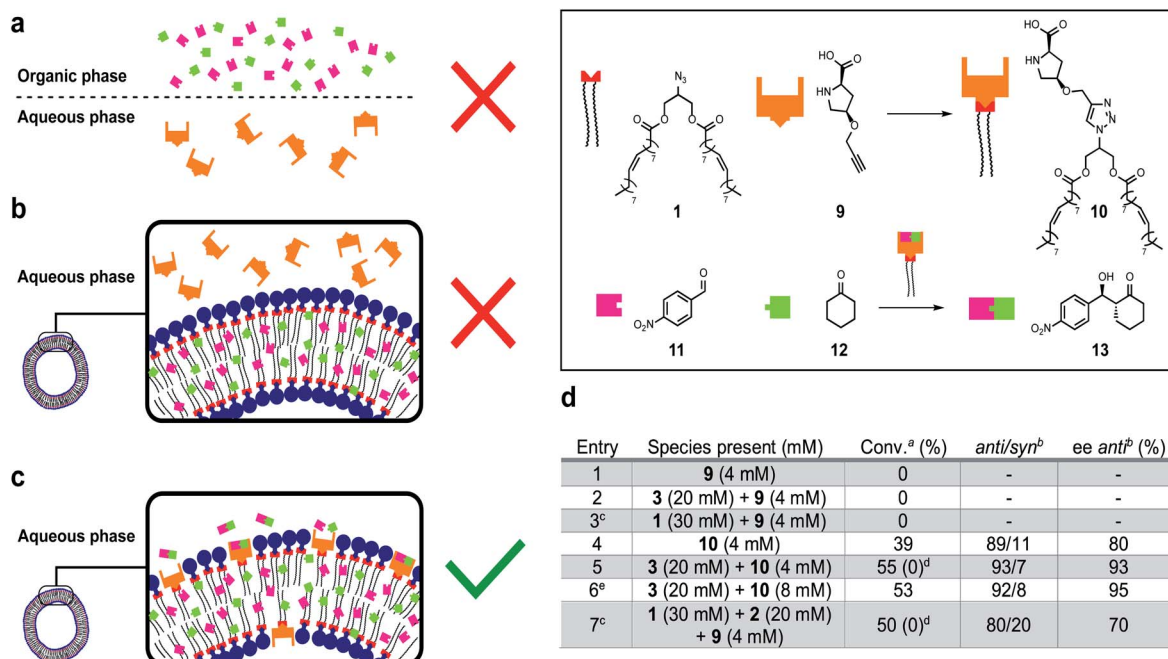 a
Organic phase
Aqueous phase
b
Aqueous phase
c
Aqueous phase
N3
O
O
O
O
7
7
7
7
1
HO
O
HN
O
9
HO
O
HN
O
N
N
N
O
O
O
O
7
7
7
7
10
O
NO2
11
O
12
OH
O
NO2
13
d
Entry Species present (mM) Conv.a (%) anti/synb ee antib (%)
1 9 (4 mM) 0 - -
2 3 (20 mM) + 9 (4 mM) 0 - -
3c 1 (30 mM) + 9 (4 mM) 0 - -
4 10 (4 mM) 39 89/11 80
5 3 (20 mM) + 10 (4 mM) 55 (0)d 93/7 93
6e 3 (20 mM) + 10 (8 mM) 53 92/8 95
7c 1 (30 mM) + 2 (20 mM) + 9 (4 mM) 50 (0)d 80/20 70